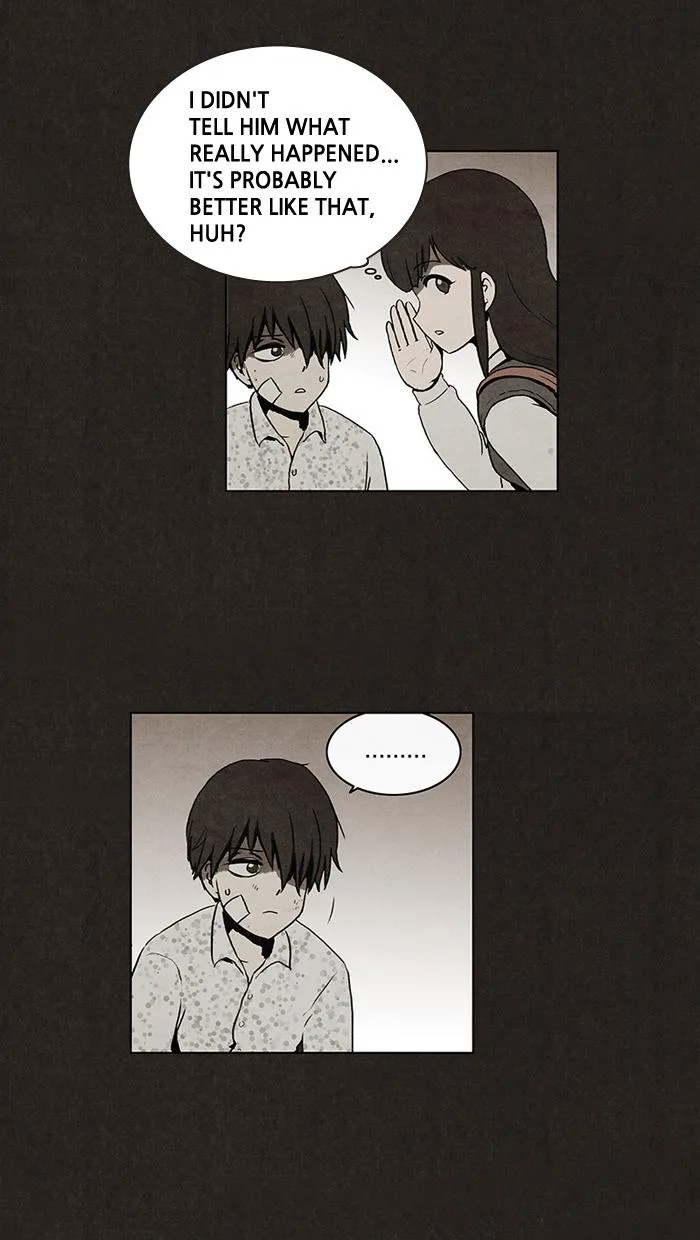 I DIDN'T
TELL HIM WHAT
REALLY HAPPENED...
IT'S PROBABLY
BETTER LIKE THAT,
HUH?
.........